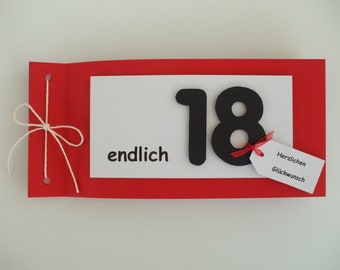 endlich 18
Herzlichen
Glückwunsch